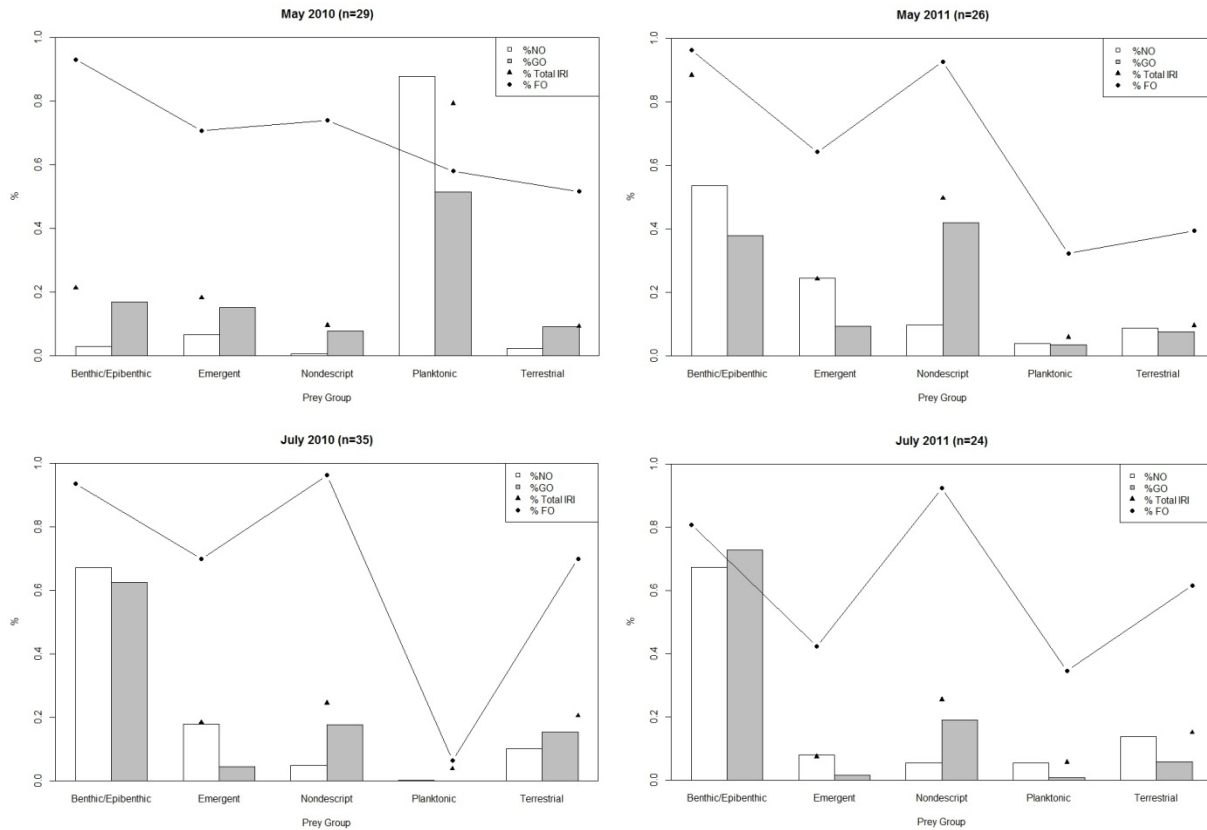 May 2010 (n=29)
1.0
0.8
0.6
0.4
0.2
0.0
%
%NO
%GO
% Total IRI
% FO
Benthic/Epibenthic Emergent Nondescript Planktonic Terrestrial
Prey Group
May 2011 (n=26)
1.0
0.8
0.6
0.4
0.2
0.0
%
%NO
%GO
% Total IRI
% FO
Benthic/Epibenthic Emergent Nondescript Planktonic Terrestrial
Prey Group
July 2010 (n=35)
1.0
0.8
0.6
0.4
0.2
0.0
%
%NO
%GO
% Total IRI
% FO
Benthic/Epibenthic Emergent Nondescript Planktonic Terrestrial
Prey Group
July 2011 (n=24)
1.0
0.8
0.6
0.4
0.2
0.0
%
%NO
%GO
% Total IRI
% FO
Benthic/Epibenthic Emergent Nondescript Planktonic Terrestrial
Prey Group